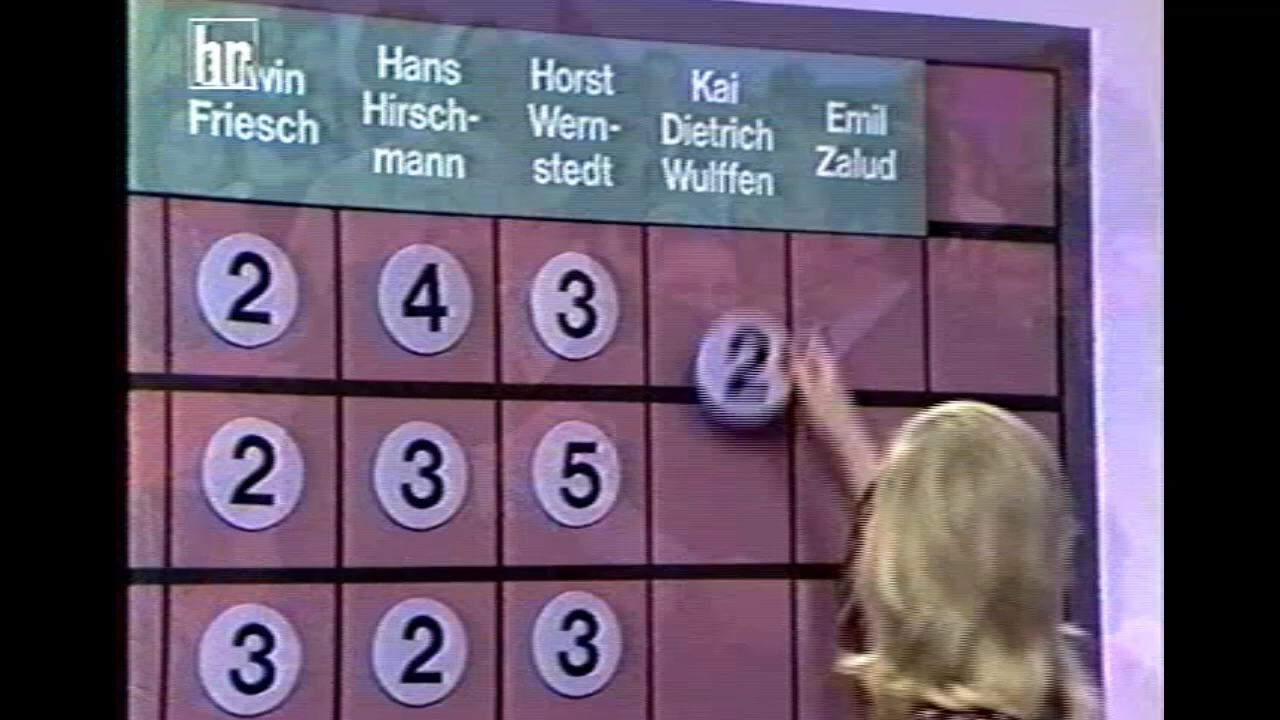 hr
Friesch
Hans
Hirsch-
mann
Horst
Wern-
stedt
Kai
Dietrich
Wulffen
Emil
Zalud
2 4 3 2
2 3 5
3 2 3